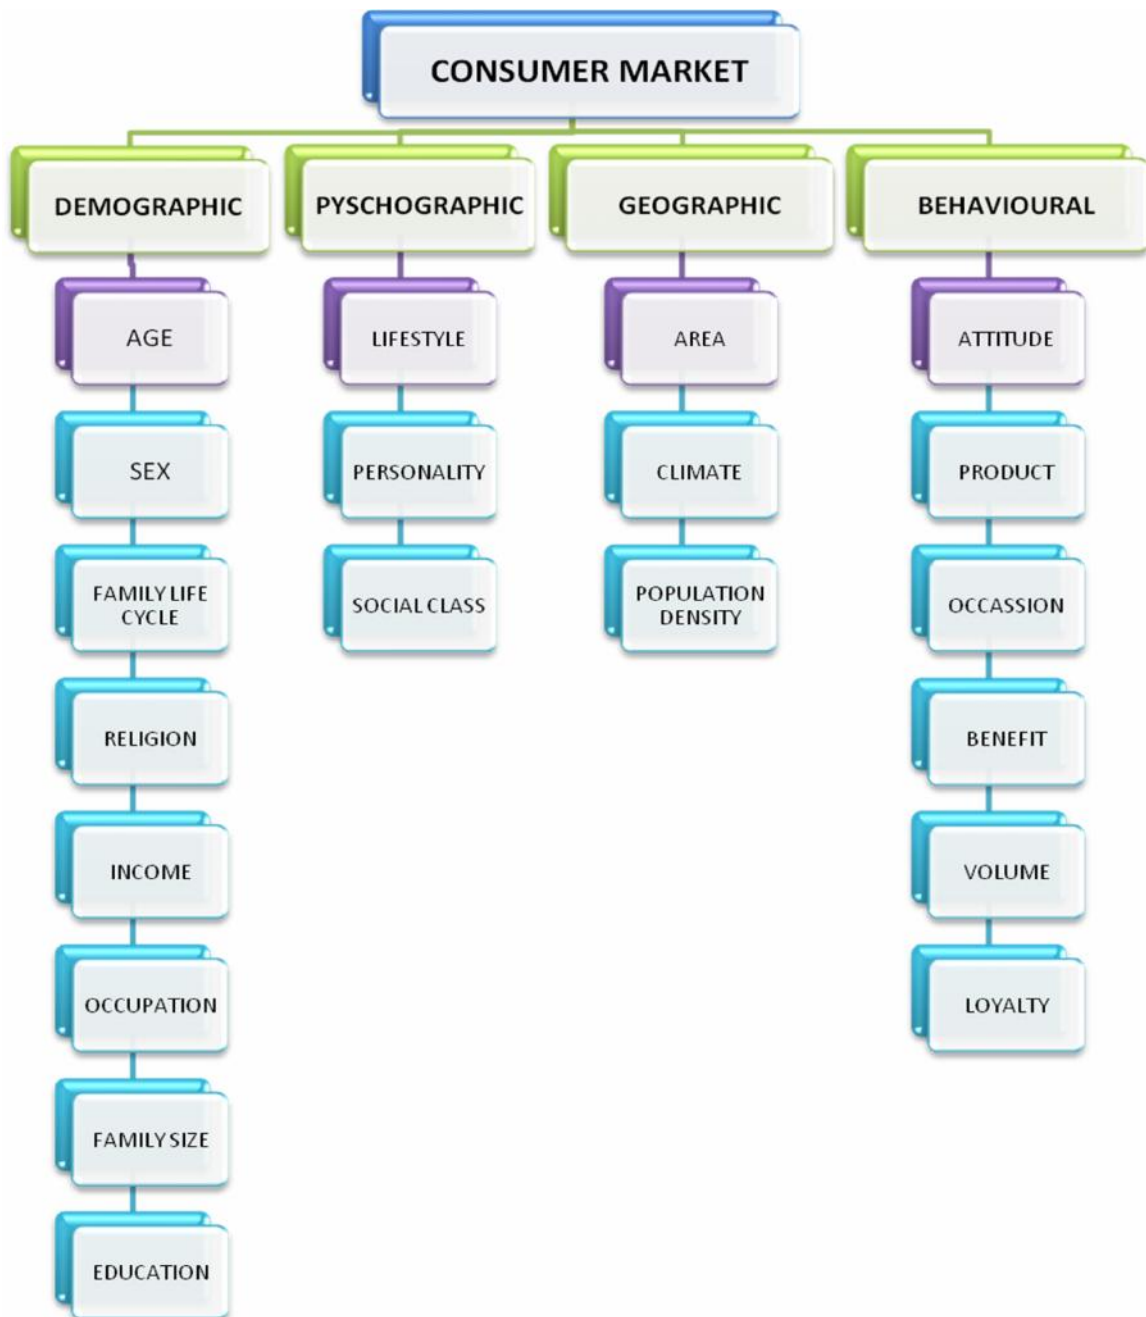 CONSUMER MARKET
DEMOGRAPHIC
PYSCHOGRAPHIC
GEOGRAPHIC
BEHAVIOURAL
AGE
SEX
FAMILY LIFE
CYCLE
RELIGION
INCOME
OCCUPATION
FAMILY SIZE
EDUCATION
LIFESTYLE
PERSONALITY
SOCIAL CLASS
AREA
CLIMATE
POPULATION
DENSITY
ATTITUDE
PRODUCT
OCCASSION
BENEFIT
VOLUME
LOYALTY